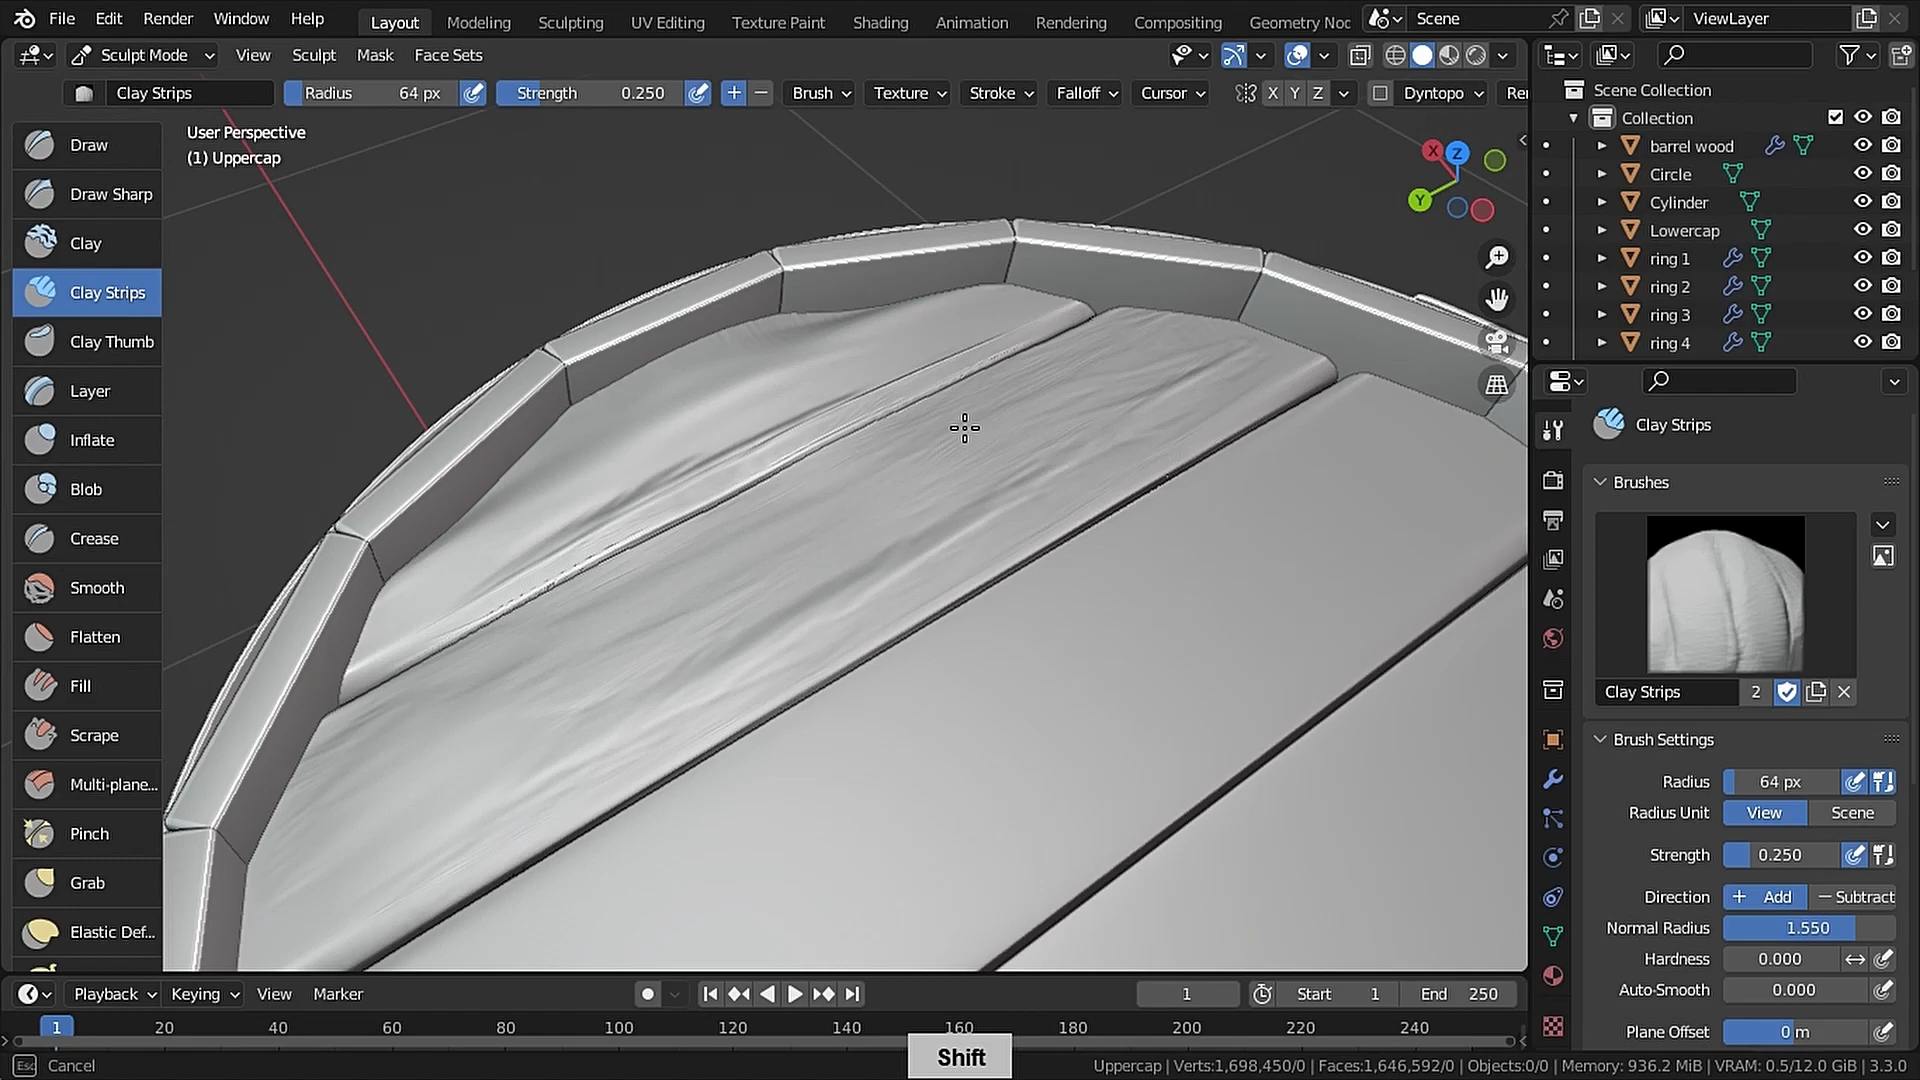 File Edit Render Window Help Layout Modeling Sculpting UV Editing Texture Paint Shading Animation Rendering Compositing Geometry Noc Scene ViewLayer
Sculpt Mode View Sculpt Mask Face Sets
Clay Strips Radius 64 px Strength 0.250 Brush Texture Stroke Falloff Cursor X Y Z Dyntopo Rer
User Perspective
(1) Uppercap
X Z
Y
Draw
Draw Sharp
Clay
Clay Strips
Clay Thumb
Layer
Inflate
Blob
Crease
Smooth
Flatten
Fill
Scrape
Multi-plane...
Pinch
Grab
Elastic Def...
Scene Collection
Collection
barrel wood
Circle
Cylinder
Lowercap
ring 1
ring 2
ring 3
ring 4
Clay Strips
Brushes
Clay Strips 2
Brush Settings
Radius 64 px
Radius Unit View Scene
Strength 0.250
Direction + Add − Subtract
Normal Radius 1.550
Hardness 0.000
Auto-Smooth 0.000
Plane Offset 0 m
Playback Keying View Marker 1 Start 1 End 250
1 20 40 60 80 100 120 140 160 180 200 220 240
Shift
Esc Cancel
Uppercap | Verts:1,698,450/0 | Faces:1,646,592/0 | Objects:0/0 | Memory: 936.2 MiB | VRAM: 0.5/12.0 GiB | 3.3.0